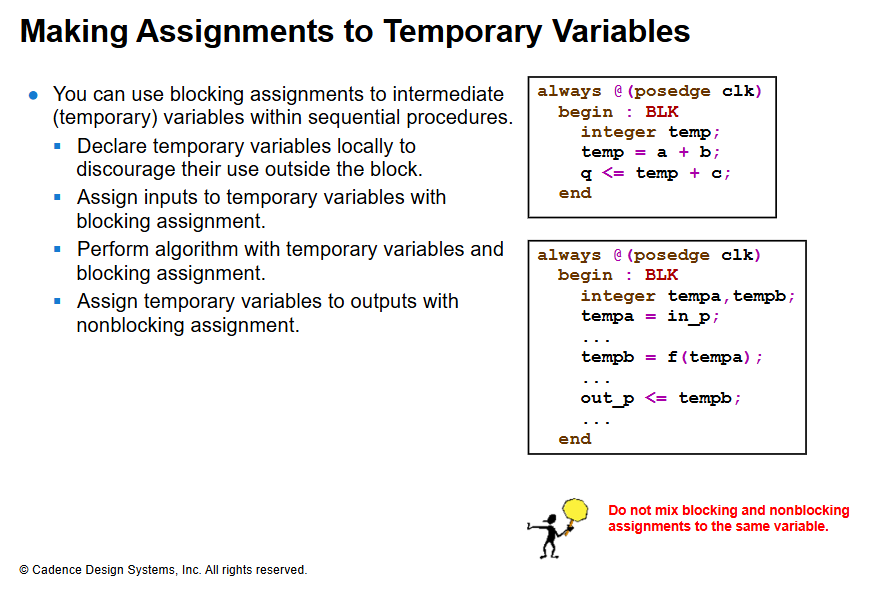 Making Assignments to Temporary Variables
You can use blocking assignments to intermediate
(temporary) variables within sequential procedures.
Declare temporary variables locally to
discourage their use outside the block.
Assign inputs to temporary variables with
blocking assignment.
Perform algorithm with temporary variables and
blocking assignment.
Assign temporary variables to outputs with
nonblocking assignment.
always @(posedge clk)
begin : BLK
integer temp;
temp = a + b;
q <= temp + c;
end
always @(posedge clk)
begin : BLK
integer tempa,tempb;
tempa = in_p;
...
tempb = f(tempa);
...
out_p <= tempb;
...
end
Do not mix blocking and nonblocking
assignments to the same variable.
© Cadence Design Systems, Inc. All rights reserved.